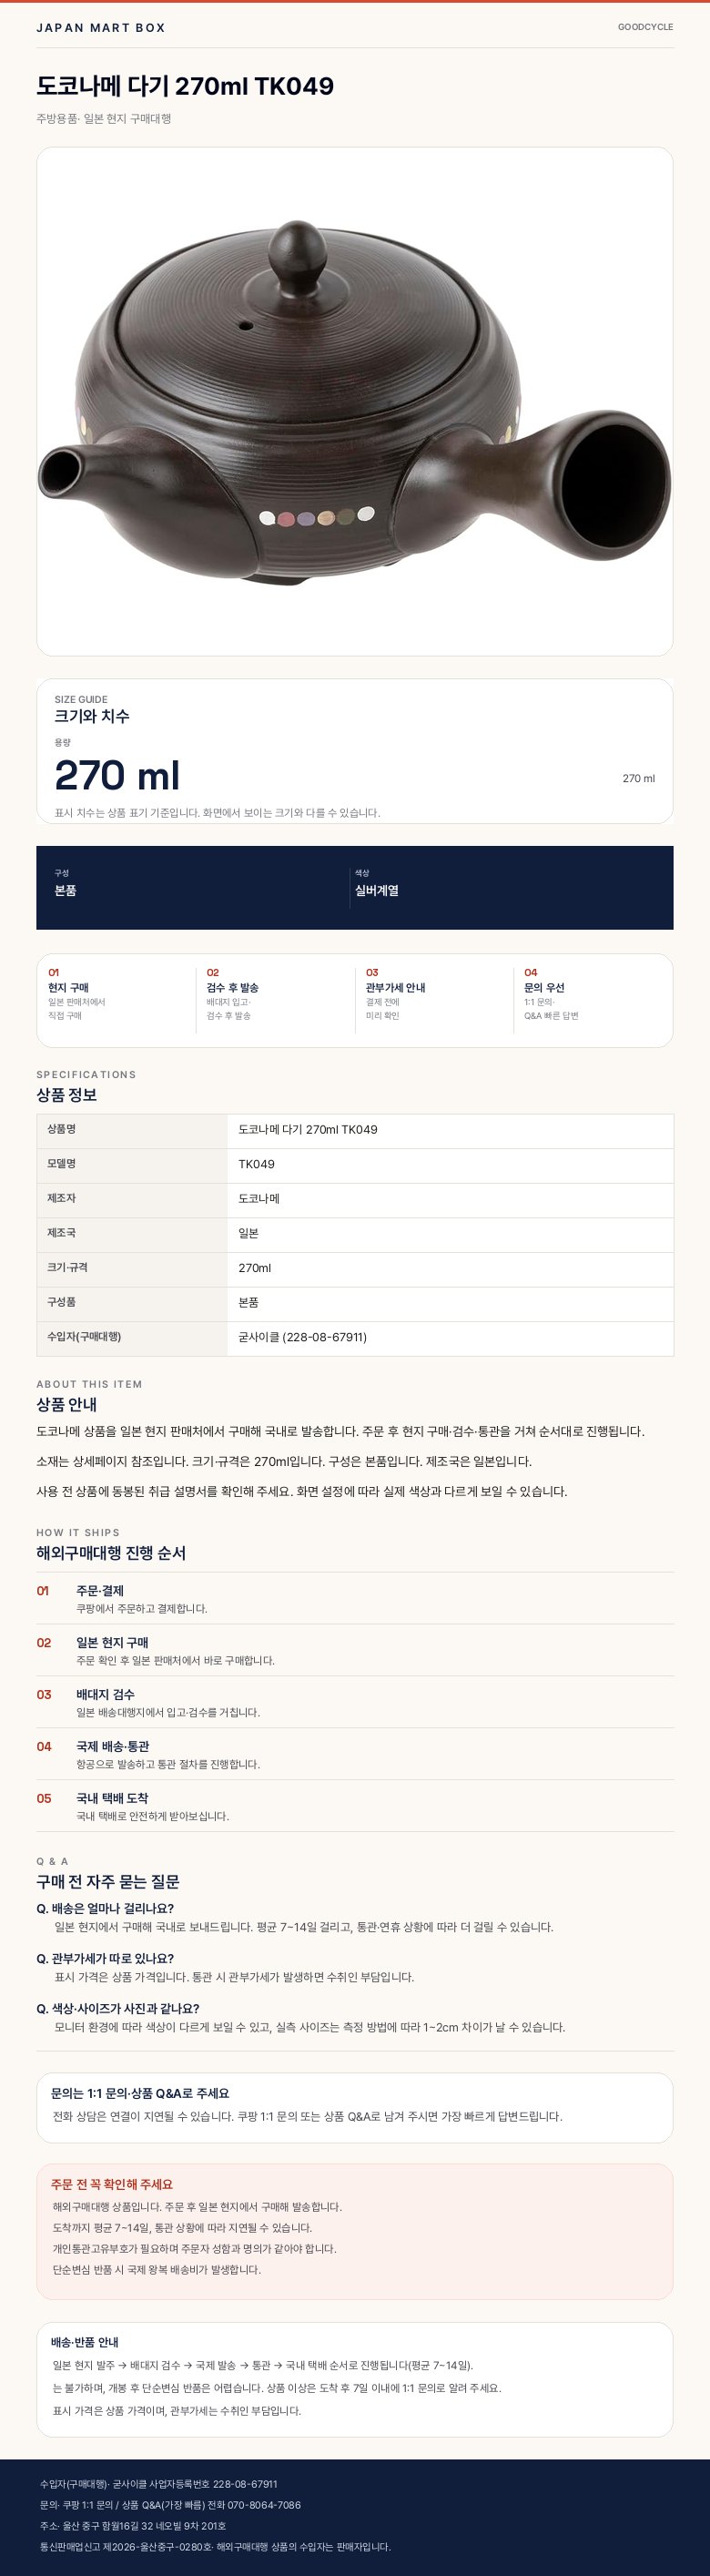 JAPAN MART BOX
GOODCYCLE
도코나메 다기 270ml TK049
주방용품· 일본 현지 구매대행
SIZE GUIDE
크기와 치수
용량
270 ml
270 ml
표시 치수는 상품 표기 기준입니다. 화면에서 보이는 크기와 다를 수 있습니다.
구성
본품
색상
실버계열
01
현지 구매
일본 판매처에서
직접 구매
02
검수 후 발송
배대지 입고·
검수 후 발송
03
관부가세 안내
결제 전에
미리 확인
04
문의 우선
1:1 문의·
Q&A 빠른 답변
SPECIFICATIONS
상품 정보
상품명 도코나메 다기 270ml TK049
모델명 TK049
제조자 도코나메
제조국 일본
크기·규격 270ml
구성품 본품
수입자(구매대행) 굳사이클 (228-08-67911)
ABOUT THIS ITEM
상품 안내
도코나메 상품을 일본 현지 판매처에서 구매해 국내로 발송합니다. 주문 후 현지 구매·검수·통관을 거쳐 순서대로 진행됩니다.
소재는 상세페이지 참조입니다. 크기·규격은 270ml입니다. 구성은 본품입니다. 제조국은 일본입니다.
사용 전 상품에 동봉된 취급 설명서를 확인해 주세요. 화면 설정에 따라 실제 색상과 다르게 보일 수 있습니다.
HOW IT SHIPS
해외구매대행 진행 순서
01 주문·결제
쿠팡에서 주문하고 결제합니다.
02 일본 현지 구매
주문 확인 후 일본 판매처에서 바로 구매합니다.
03 배대지 검수
일본 배송대행지에서 입고·검수를 거칩니다.
04 국제 배송·통관
항공으로 발송하고 통관 절차를 진행합니다.
05 국내 택배 도착
국내 택배로 안전하게 받아보십니다.
Q & A
구매 전 자주 묻는 질문
Q. 배송은 얼마나 걸리나요?
일본 현지에서 구매해 국내로 보내드립니다. 평균 7~14일 걸리고, 통관·연휴 상황에 따라 더 걸릴 수 있습니다.
Q. 관부가세가 따로 있나요?
표시 가격은 상품 가격입니다. 통관 시 관부가세가 발생하면 수취인 부담입니다.
Q. 색상·사이즈가 사진과 같나요?
모니터 환경에 따라 색상이 다르게 보일 수 있고, 실측 사이즈는 측정 방법에 따라 1~2cm 차이가 날 수 있습니다.
문의는 1:1 문의·상품 Q&A로 주세요
전화 상담은 연결이 지연될 수 있습니다. 쿠팡 1:1 문의 또는 상품 Q&A로 남겨 주시면 가장 빠르게 답변드립니다.
주문 전 꼭 확인해 주세요
해외구매대행 상품입니다. 주문 후 일본 현지에서 구매해 발송합니다.
도착까지 평균 7~14일, 통관 상황에 따라 지연될 수 있습니다.
개인통관고유부호가 필요하며 주문자 성함과 명의가 같아야 합니다.
단순변심 반품 시 국제 왕복 배송비가 발생합니다.
배송·반품 안내
일본 현지 발주 → 배대지 검수 → 국제 발송 → 통관 → 국내 택배 순서로 진행됩니다(평균 7~14일).
는 불가하며, 개봉 후 단순변심 반품은 어렵습니다. 상품 이상은 도착 후 7일 이내에 1:1 문의로 알려 주세요.
표시 가격은 상품 가격이며, 관부가세는 수취인 부담입니다.
수입자(구매대행)· 굳사이클 사업자등록번호 228-08-67911
문의· 쿠팡 1:1 문의 / 상품 Q&A(가장 빠름) 전화 070-8064-7086
주소· 울산 중구 함월16길 32 네오빌 9차 201호
통신판매업신고 제2026-울산중구-0280호· 해외구매대행 상품의 수입자는 판매자입니다.